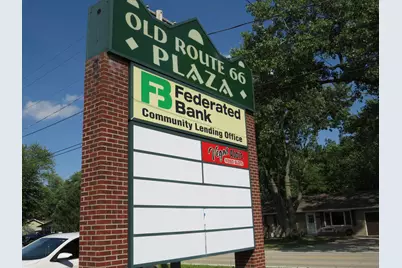 OLD ROUTE 66
PLAZA
FB
Federated
Bank
Community Lending Office